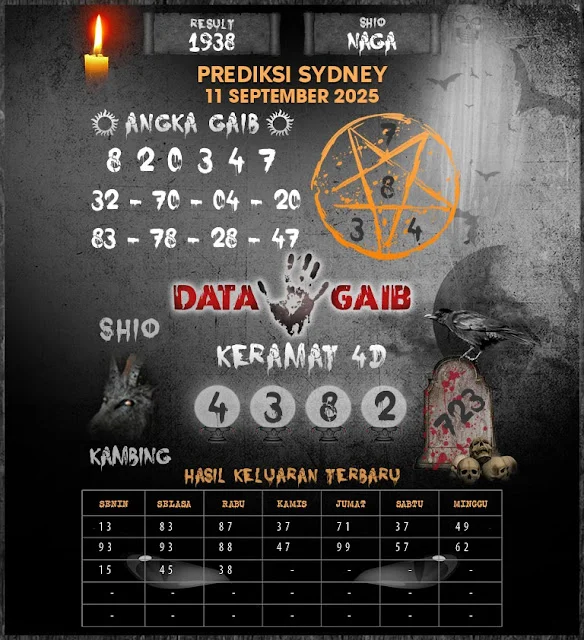 RESULT
1938
SHIO
NAGA
PREDIKSI SYDNEY
11 SEPTEMBER 2025
ANGKA GAIB
8 2 0 3 4 7
32 - 70 - 04 - 20
83 - 78 - 28 - 47
7
8
3 4
DATA GAIB
SHIO
KAMBING
KERAMAT 4D
4 3 8 2
723
HASIL KELUARAN TERBARU
SENIN SELASA RABU KAMIS JUMAT SABTU MINGGU
13 83 87 37 71 37 49
93 93 88 47 99 57 62
15 45 38 - - - -
- - - - - - -
- - - - - - -